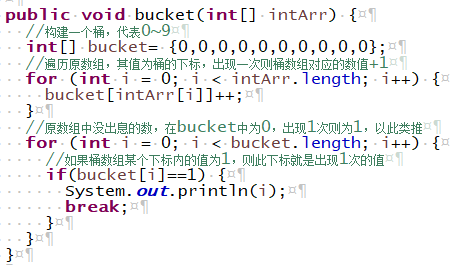 public void bucket(int[] intArr) {
//构建一个桶，代表0~9
int[] bucket= {0,0,0,0,0,0,0,0,0,0};
//遍历原数组，其值为桶的下标，出现一次则桶数组对应的数值+1
for (int i = 0; i < intArr.length; i++) {
bucket[intArr[i]]++;
}
//原数组中没出息的数，在bucket中为0，出现1次则为1，以此类推
for (int i = 0; i < bucket.length; i++) {
//如果桶数组某个下标内的值为1，则此下标就是出现1次的值
if(bucket[i]==1) {
System.out.println(i);
break;
}
}
}